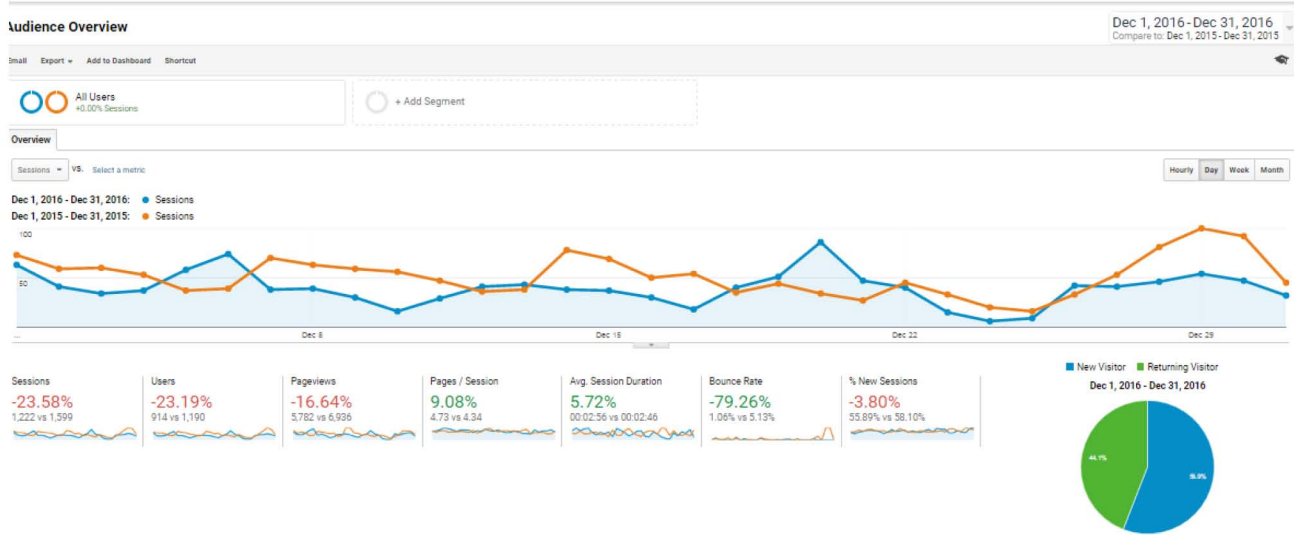 Audience Overview
Dec 1, 2016 - Dec 31, 2016
Compare to: Dec 1, 2015 - Dec 31, 2015
Email Export Add to Dashboard Shortcut
All Users
+0.00% Sessions
+ Add Segment
Overview
Sessions VS. Select a metric
Hourly Day Week Month
Dec 1, 2016 - Dec 31, 2016: Sessions
Dec 1, 2015 - Dec 31, 2015: Sessions
100
50
... Dec 8 Dec 15 Dec 22 Dec 29
New Visitor Returning Visitor
Dec 1, 2016 - Dec 31, 2016
Sessions Users Pageviews Pages / Session Avg. Session Duration Bounce Rate % New Sessions
-23.58% -23.19% -16.64% 9.08% 5.72% -79.26% -3.80%
1,222 vs 1,599 914 vs 1,190 5,782 vs 6,936 4.73 vs 4.34 00:02:56 vs 00:02:46 1.06% vs 5.13% 55.89% vs 58.10%
44.1%
55.9%